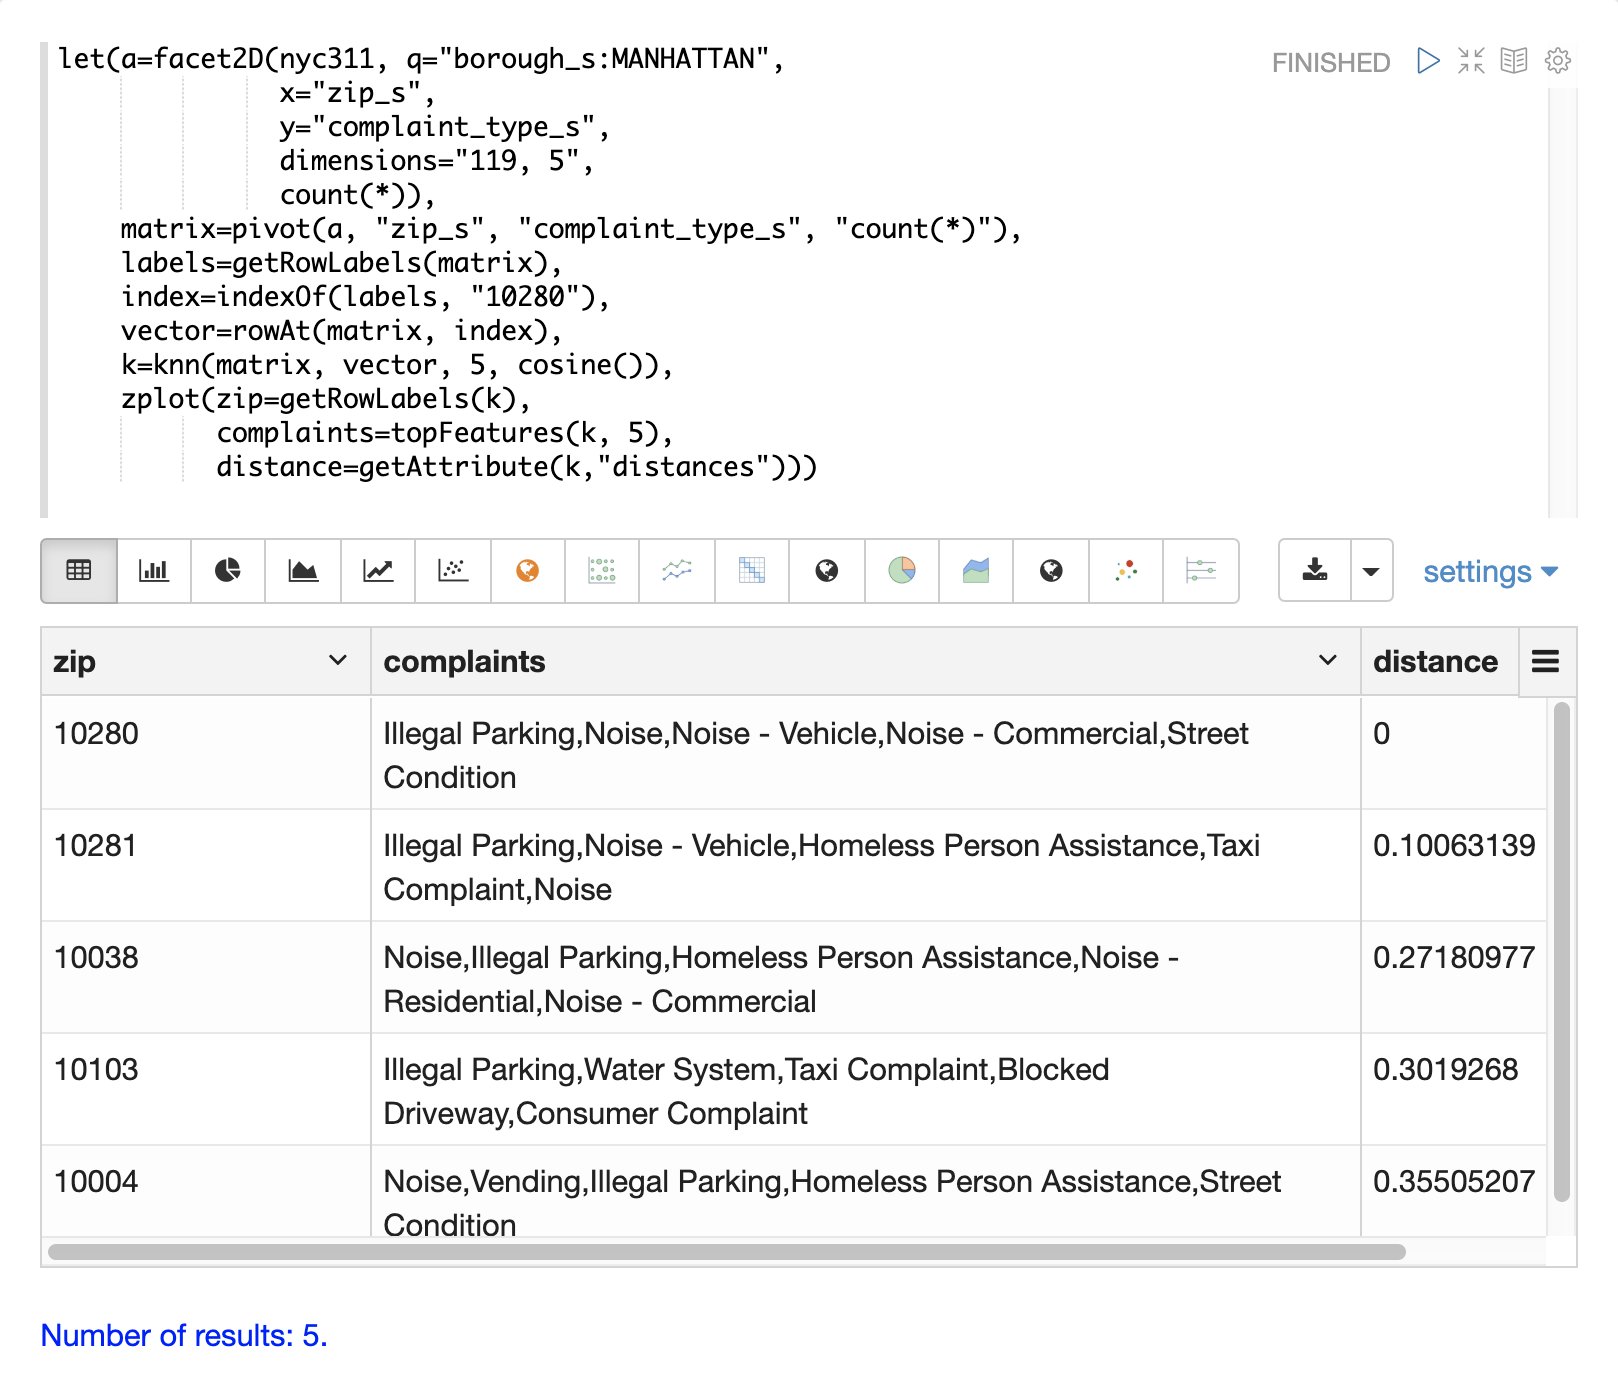 let(a=facet2D(nyc311, q="borough_s:MANHATTAN",
FINISHED
x="zip_s",
y="complaint_type_s",
dimensions="119, 5",
count(*)),
matrix=pivot(a, "zip_s", "complaint_type_s", "count(*)"),
labels=getRowLabels(matrix),
index=indexOf(labels, "10280"),
vector=rowAt(matrix, index),
k=knn(matrix, vector, 5, cosine()),
zplot(zip=getRowLabels(k),
complaints=topFeatures(k, 5),
distance=getAttribute(k,"distances")))
settings
zip complaints distance
10280 Illegal Parking,Noise,Noise - Vehicle,Noise - Commercial,Street 0
Condition
10281 Illegal Parking,Noise - Vehicle,Homeless Person Assistance,Taxi 0.10063139
Complaint,Noise
10038 Noise,Illegal Parking,Homeless Person Assistance,Noise - 0.27180977
Residential,Noise - Commercial
10103 Illegal Parking,Water System,Taxi Complaint,Blocked 0.3019268
Driveway,Consumer Complaint
10004 Noise,Vending,Illegal Parking,Homeless Person Assistance,Street 0.35505207
Condition
Number of results: 5.